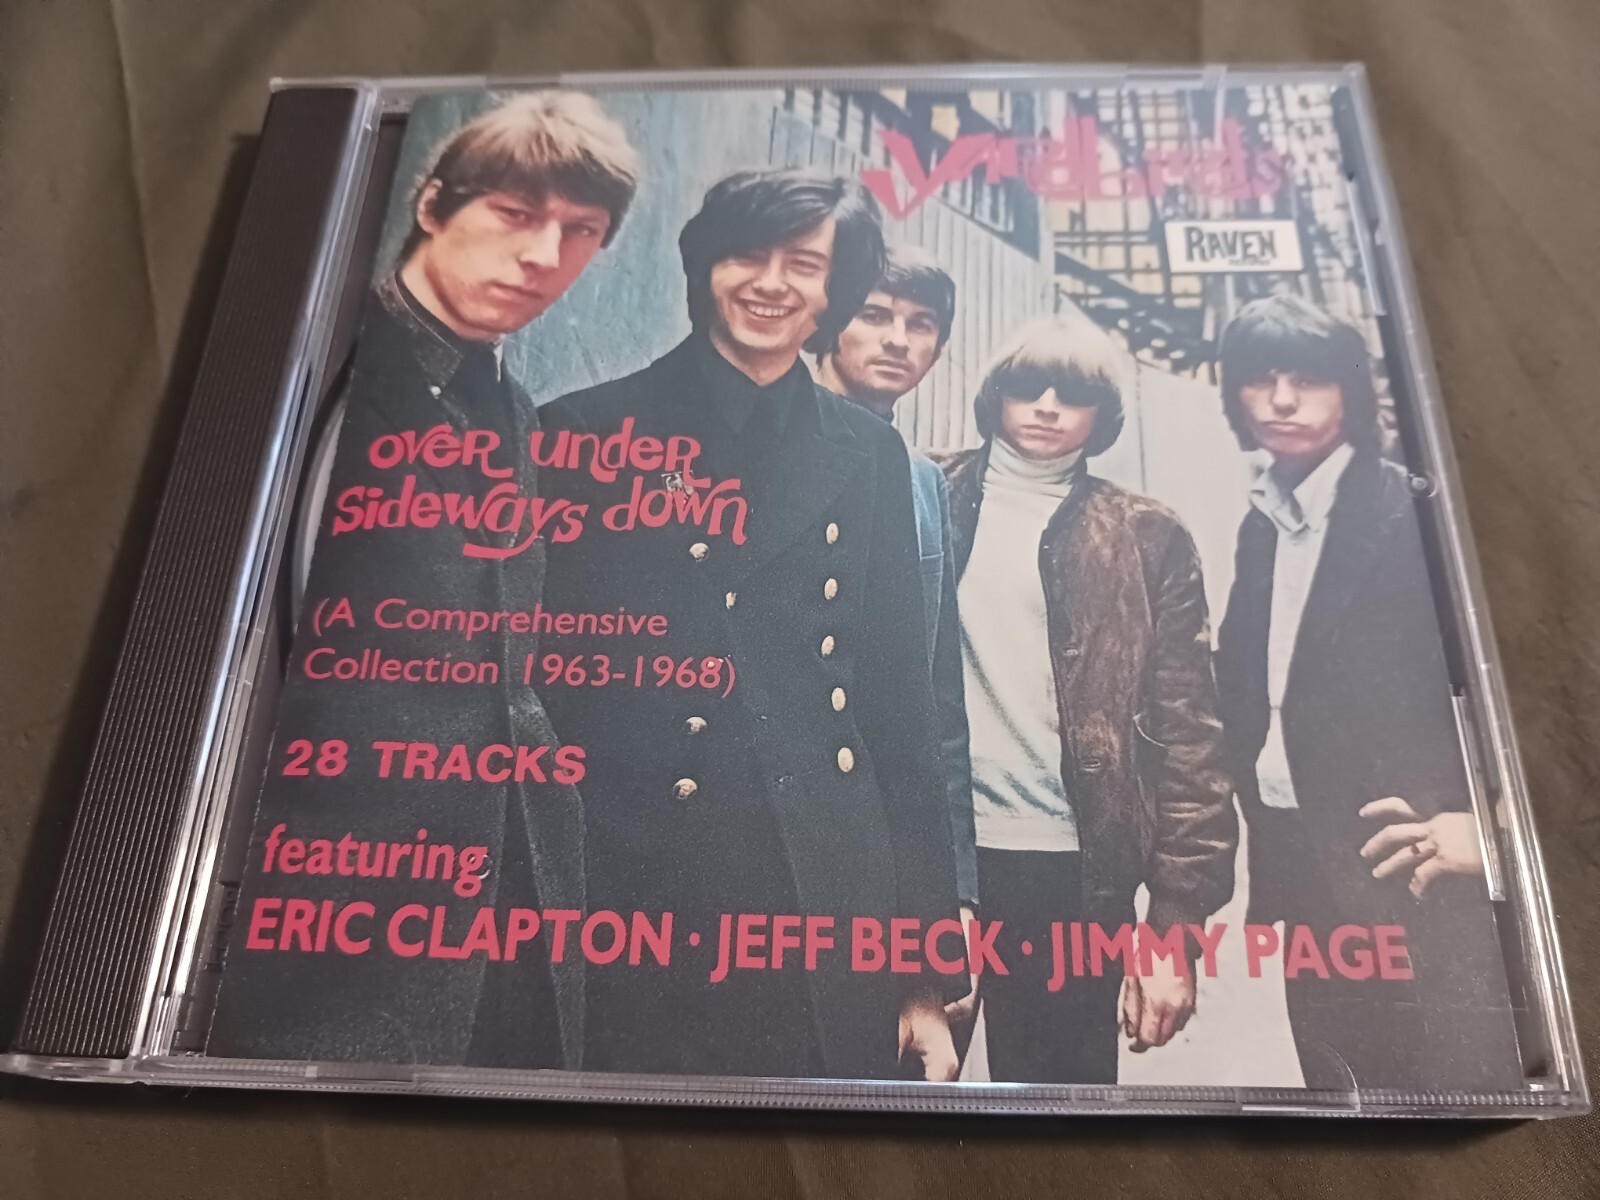 Yardbirds
RAVEN
over under
sideways down
(A Comprehensive
Collection 1963-1968)
28 TRACKS
featuring
ERIC CLAPTON · JEFF BECK · JIMMY PAGE